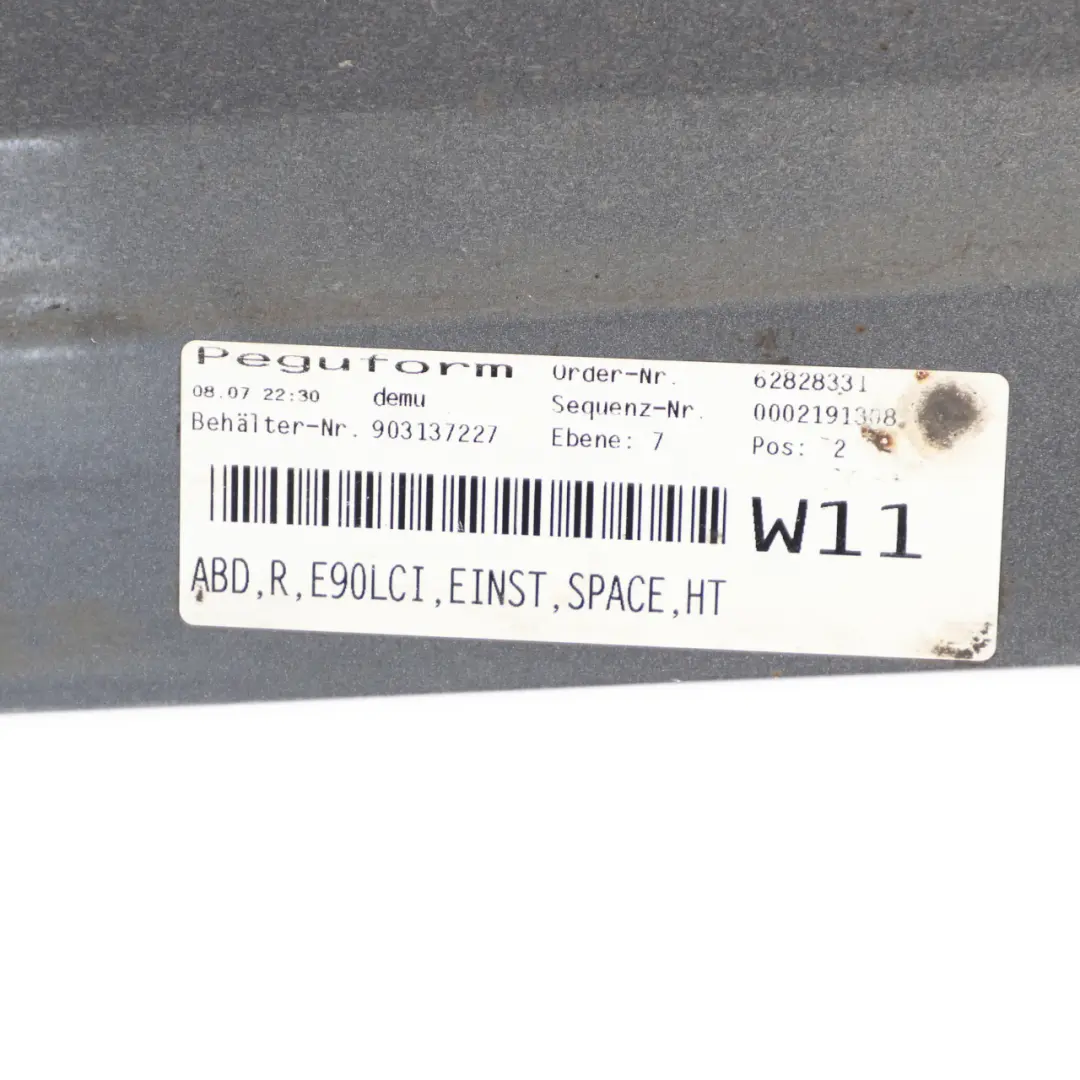 Peguform
08.07 22:30 demu
Behälter-Nr. 903137227
Order-Nr. 62828331
Sequenz-Nr. 0002191308
Ebene: 7 Pos: 2
W11
ABD,R,E90LCI,EINST,SPACE,HT